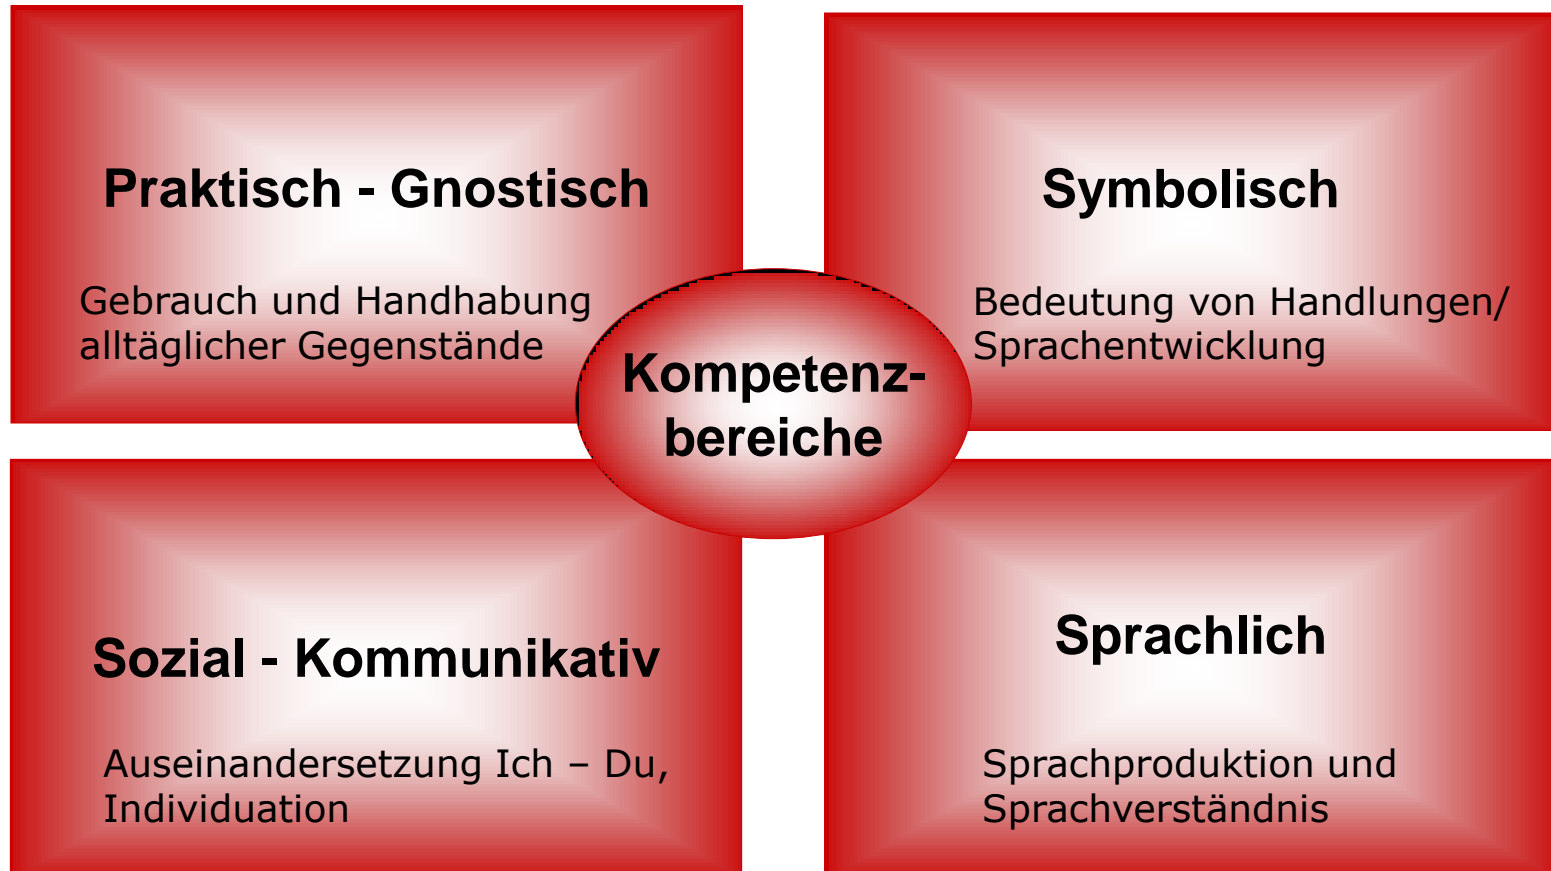 Praktisch - Gnostisch
Gebrauch und Handhabung
alltäglicher Gegenstände
Symbolisch
Bedeutung von Handlungen/
Sprachentwicklung
Kompetenz-
bereiche
Sozial - Kommunikativ
Auseinandersetzung Ich – Du,
Individuation
Sprachlich
Sprachproduktion und
Sprachverständnis